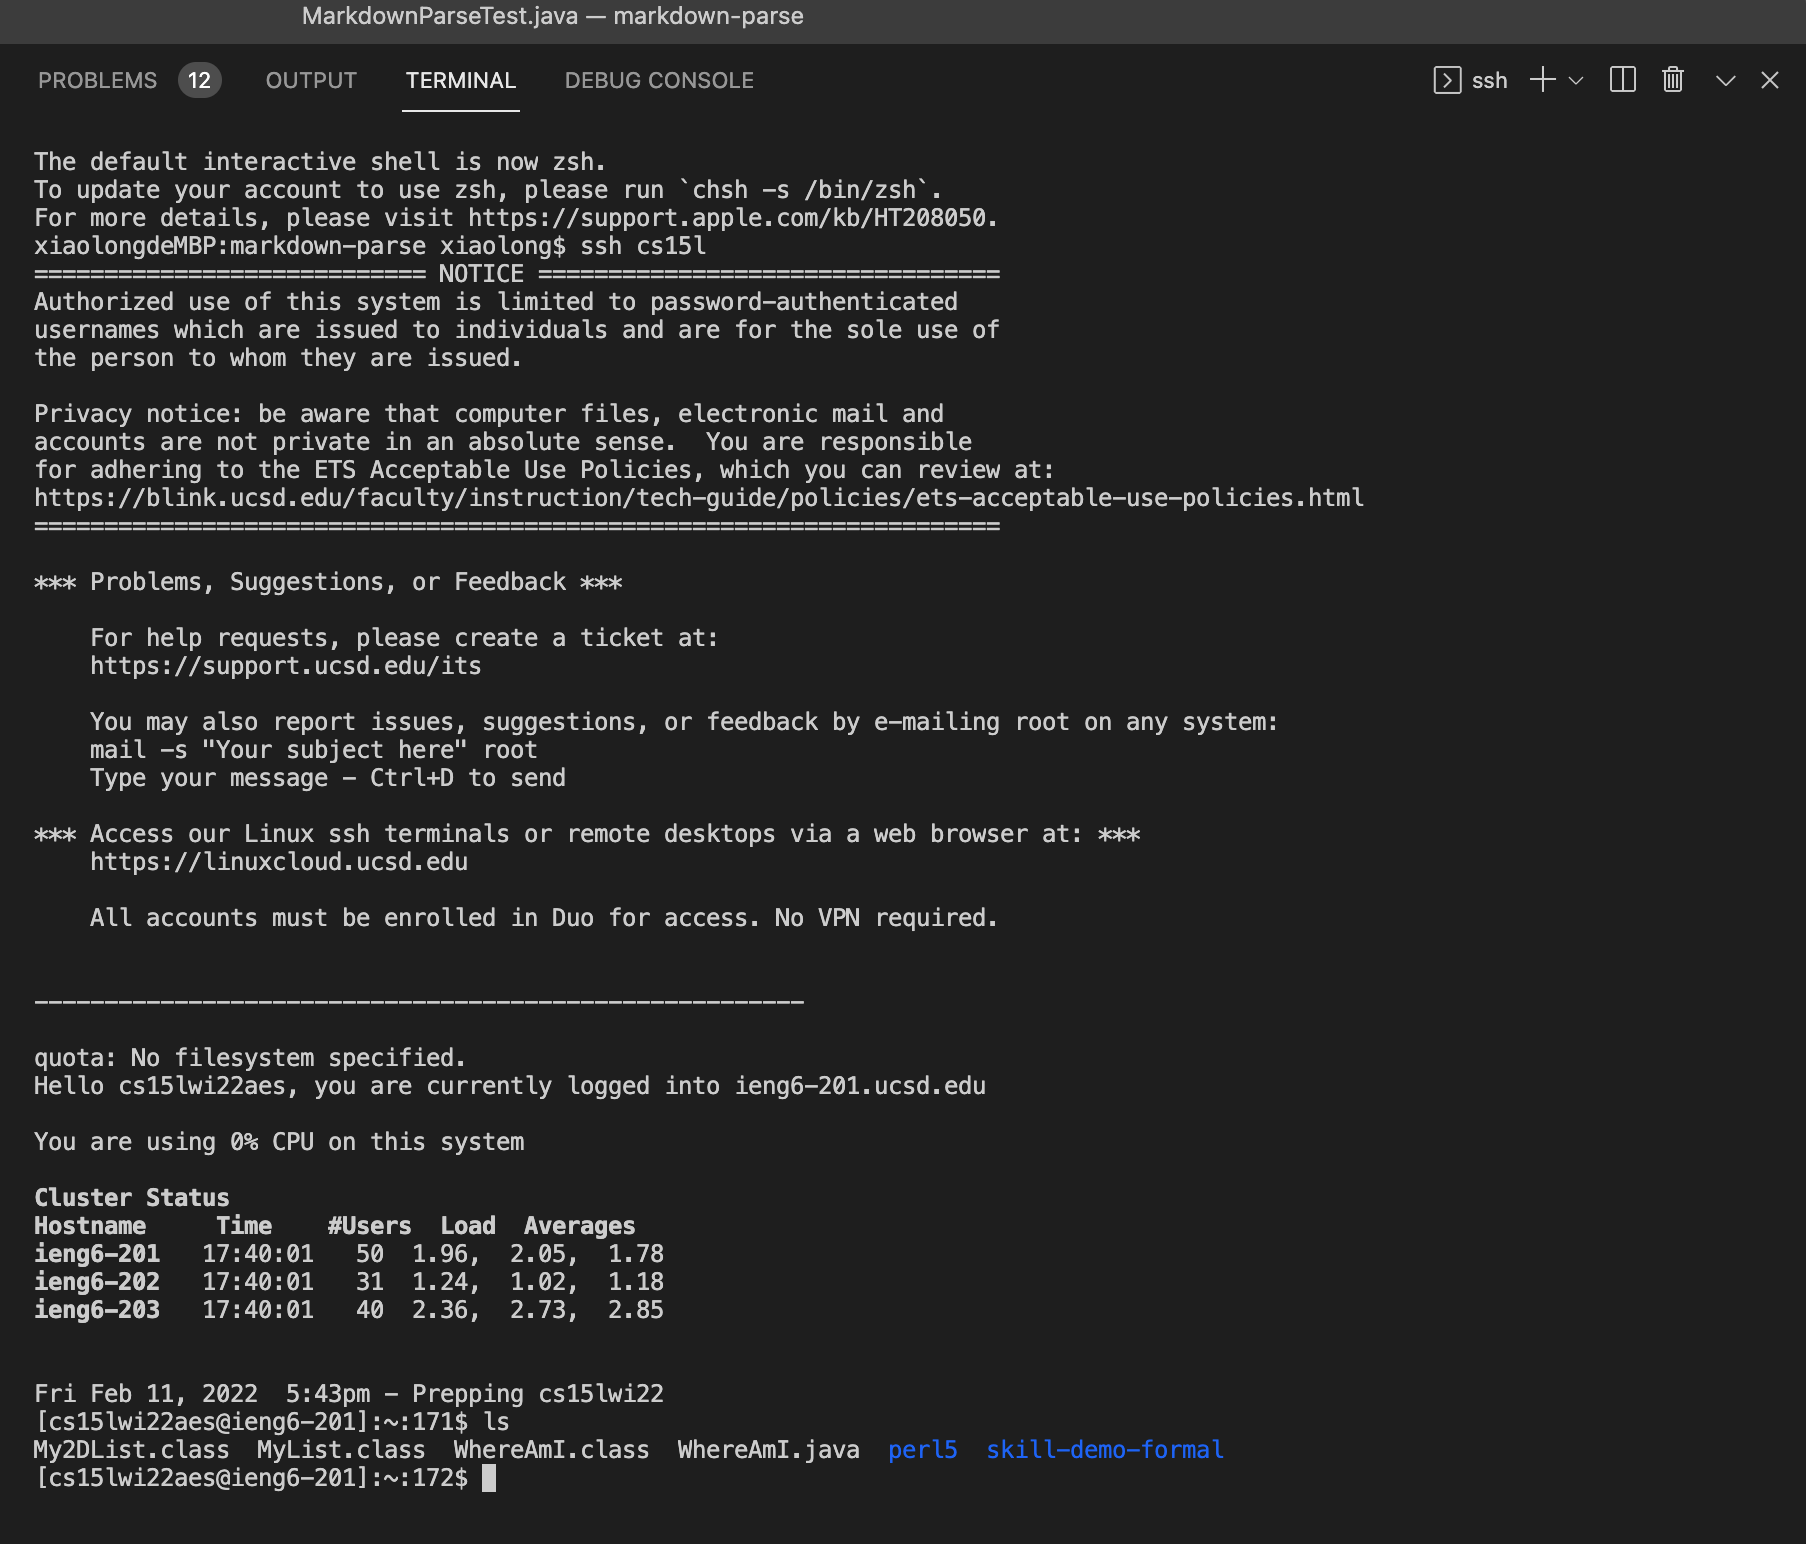 MarkdownParseTest.java — markdown-parse
PROBLEMS 12 OUTPUT TERMINAL DEBUG CONSOLE ssh
The default interactive shell is now zsh.
To update your account to use zsh, please run `chsh -s /bin/zsh`.
For more details, please visit https://support.apple.com/kb/HT208050.
xiaolongdeMBP:markdown-parse xiaolong$ ssh cs15l
============================ NOTICE =================================
Authorized use of this system is limited to password-authenticated
usernames which are issued to individuals and are for the sole use of
the person to whom they are issued.
Privacy notice: be aware that computer files, electronic mail and
accounts are not private in an absolute sense.  You are responsible
for adhering to the ETS Acceptable Use Policies, which you can review at:
https://blink.ucsd.edu/faculty/instruction/tech-guide/policies/ets-acceptable-use-policies.html
=====================================================================
*** Problems, Suggestions, or Feedback ***
For help requests, please create a ticket at:
https://support.ucsd.edu/its
You may also report issues, suggestions, or feedback by e-mailing root on any system:
mail -s "Your subject here" root
Type your message - Ctrl+D to send
*** Access our Linux ssh terminals or remote desktops via a web browser at: ***
https://linuxcloud.ucsd.edu
All accounts must be enrolled in Duo for access. No VPN required.
-------------------------------------------------------
quota: No filesystem specified.
Hello cs15lwi22aes, you are currently logged into ieng6-201.ucsd.edu
You are using 0% CPU on this system
Cluster Status
Hostname     Time    #Users  Load  Averages
ieng6-201   17:40:01   50  1.96,  2.05,  1.78
ieng6-202   17:40:01   31  1.24,  1.02,  1.18
ieng6-203   17:40:01   40  2.36,  2.73,  2.85
Fri Feb 11, 2022  5:43pm - Prepping cs15lwi22
[cs15lwi22aes@ieng6-201]:~:171$ ls
My2DList.class  MyList.class  WhereAmI.class  WhereAmI.java  perl5  skill-demo-formal
[cs15lwi22aes@ieng6-201]:~:172$